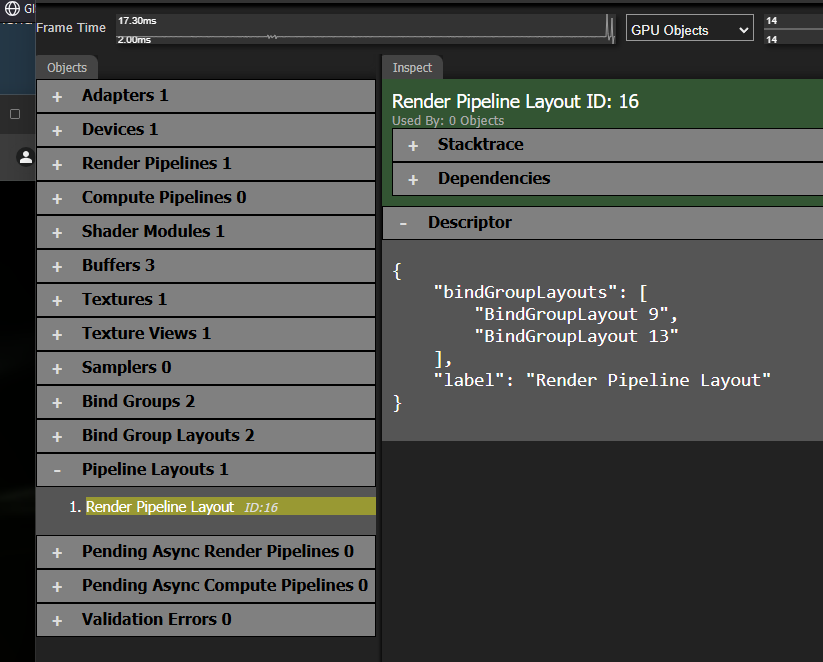 Gl
Frame Time
17.30ms
2.00ms
GPU Objects
14
14
Objects
+ Adapters 1
+ Devices 1
+ Render Pipelines 1
+ Compute Pipelines 0
+ Shader Modules 1
+ Buffers 3
+ Textures 1
+ Texture Views 1
+ Samplers 0
+ Bind Groups 2
+ Bind Group Layouts 2
- Pipeline Layouts 1
1. Render Pipeline Layout ID:16
+ Pending Async Render Pipelines 0
+ Pending Async Compute Pipelines 0
+ Validation Errors 0
Inspect
Render Pipeline Layout ID: 16
Used By: 0 Objects
+ Stacktrace
+ Dependencies
- Descriptor
{
    "bindGroupLayouts": [
        "BindGroupLayout 9",
        "BindGroupLayout 13"
    ],
    "label": "Render Pipeline Layout"
}